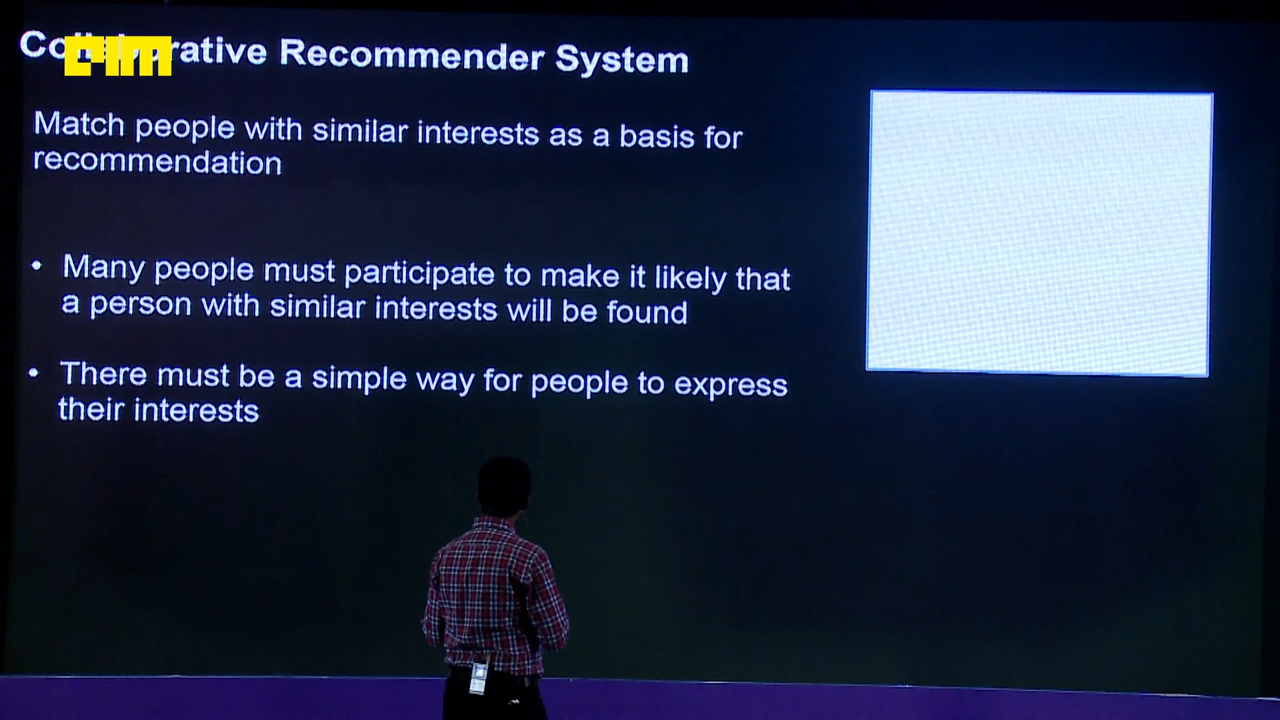 Collaborative Recommender System
AIM
Match people with similar interests as a basis for
recommendation
• Many people must participate to make it likely that
a person with similar interests will be found
• There must be a simple way for people to express
their interests